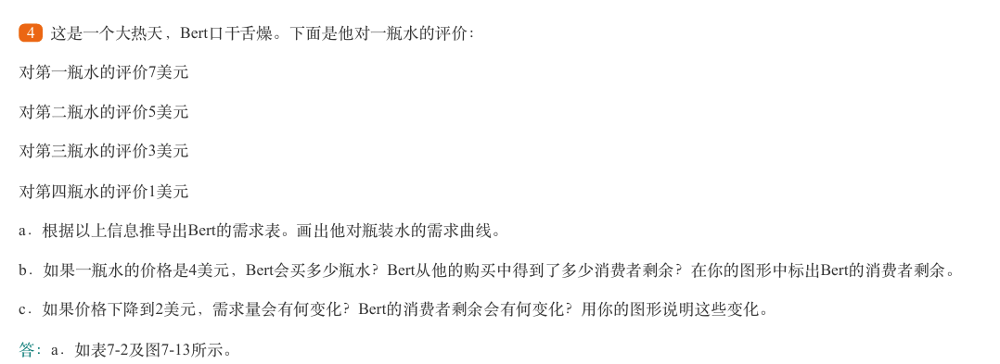 4 这是一个大热天，Bert口干舌燥。下面是他对一瓶水的评价：
对第一瓶水的评价7美元
对第二瓶水的评价5美元
对第三瓶水的评价3美元
对第四瓶水的评价1美元
a．根据以上信息推导出Bert的需求表。画出他对瓶装水的需求曲线。
b．如果一瓶水的价格是4美元，Bert会买多少瓶水？Bert从他的购买中得到了多少消费者剩余？在你的图形中标出Bert的消费者剩余。
c．如果价格下降到2美元，需求量会有何变化？Bert的消费者剩余会有何变化？用你的图形说明这些变化。
答：a．如表7-2及图7-13所示。